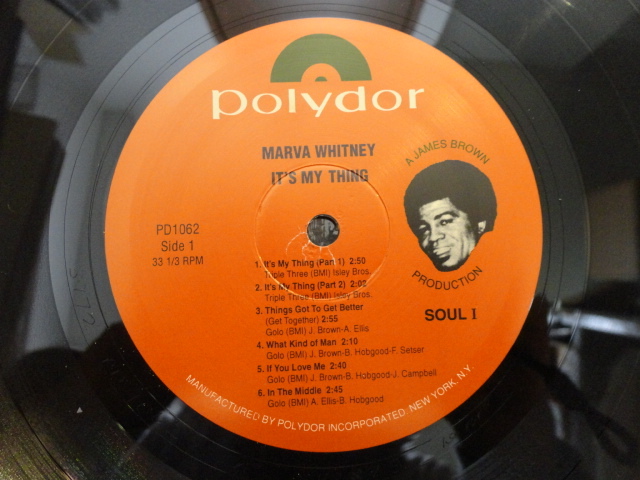 polydor
MARVA WHITNEY
IT'S MY THING
A JAMES BROWN
PRODUCTION
PD1062
Side 1
33 1/3 RPM
SOUL I
1. It's My Thing (Part 1) 2:50
Triple Three (BMI) Isley Bros.
2. It's My Thing (Part 2) 2:02
Triple Three (BMI) Isley Bros.
3. Things Got To Get Better
(Get Together) 2:55
Golo (BMI) J. Brown-A. Ellis
4. What Kind of Man 2:10
Golo (BMI) J. Brown-B. Hobgood-F. Setser
5. If You Love Me 2:40
Golo (BMI) J. Brown-B, Hobgood-J. Campbell
6. In The Middle 2:45
Golo (BMI) A. Ellis-B. Hobgood
MANUFACTURED BY POLYDOR INCORPORATED. NEW YORK, N.Y.